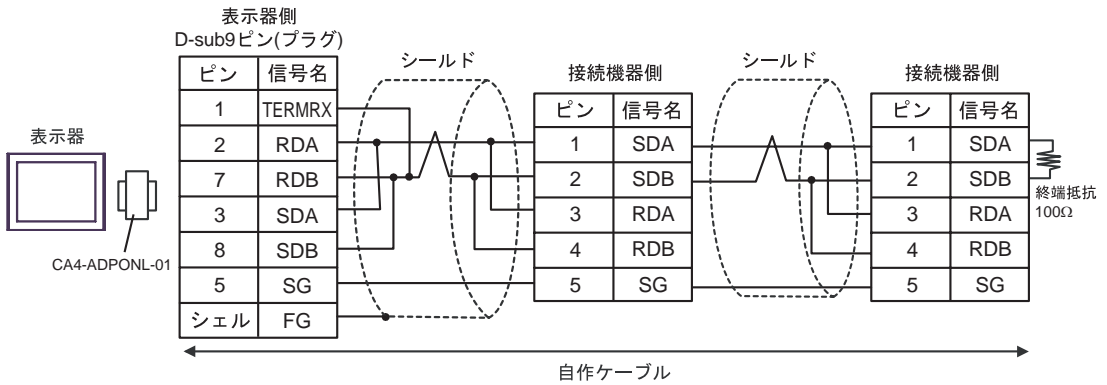 表示器側
D-sub9ピン(プラグ)
ピン 信号名
1 TERMRX
2 RDA
7 RDB
3 SDA
8 SDB
5 SG
シェル FG
表示器
CA4-ADPONL-01
シールド
接続機器側
ピン 信号名
1 SDA
2 SDB
3 RDA
4 RDB
5 SG
シールド
接続機器側
ピン 信号名
1 SDA
2 SDB
3 RDA
4 RDB
5 SG
終端抵抗
100Ω
自作ケーブル